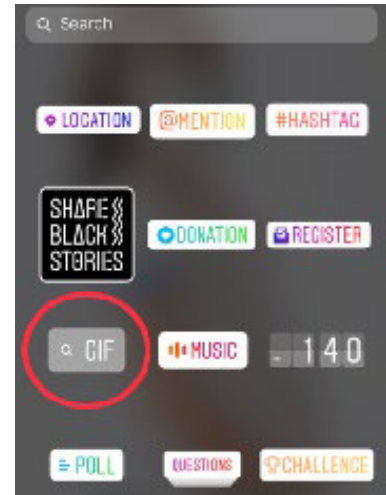 Search
LOCATION @MENTION #HASHTAG
SHARE
BLACK
STORIES
DONATION REGISTER
GIF MUSIC 140
POLL QUESTIONS CHALLENGE